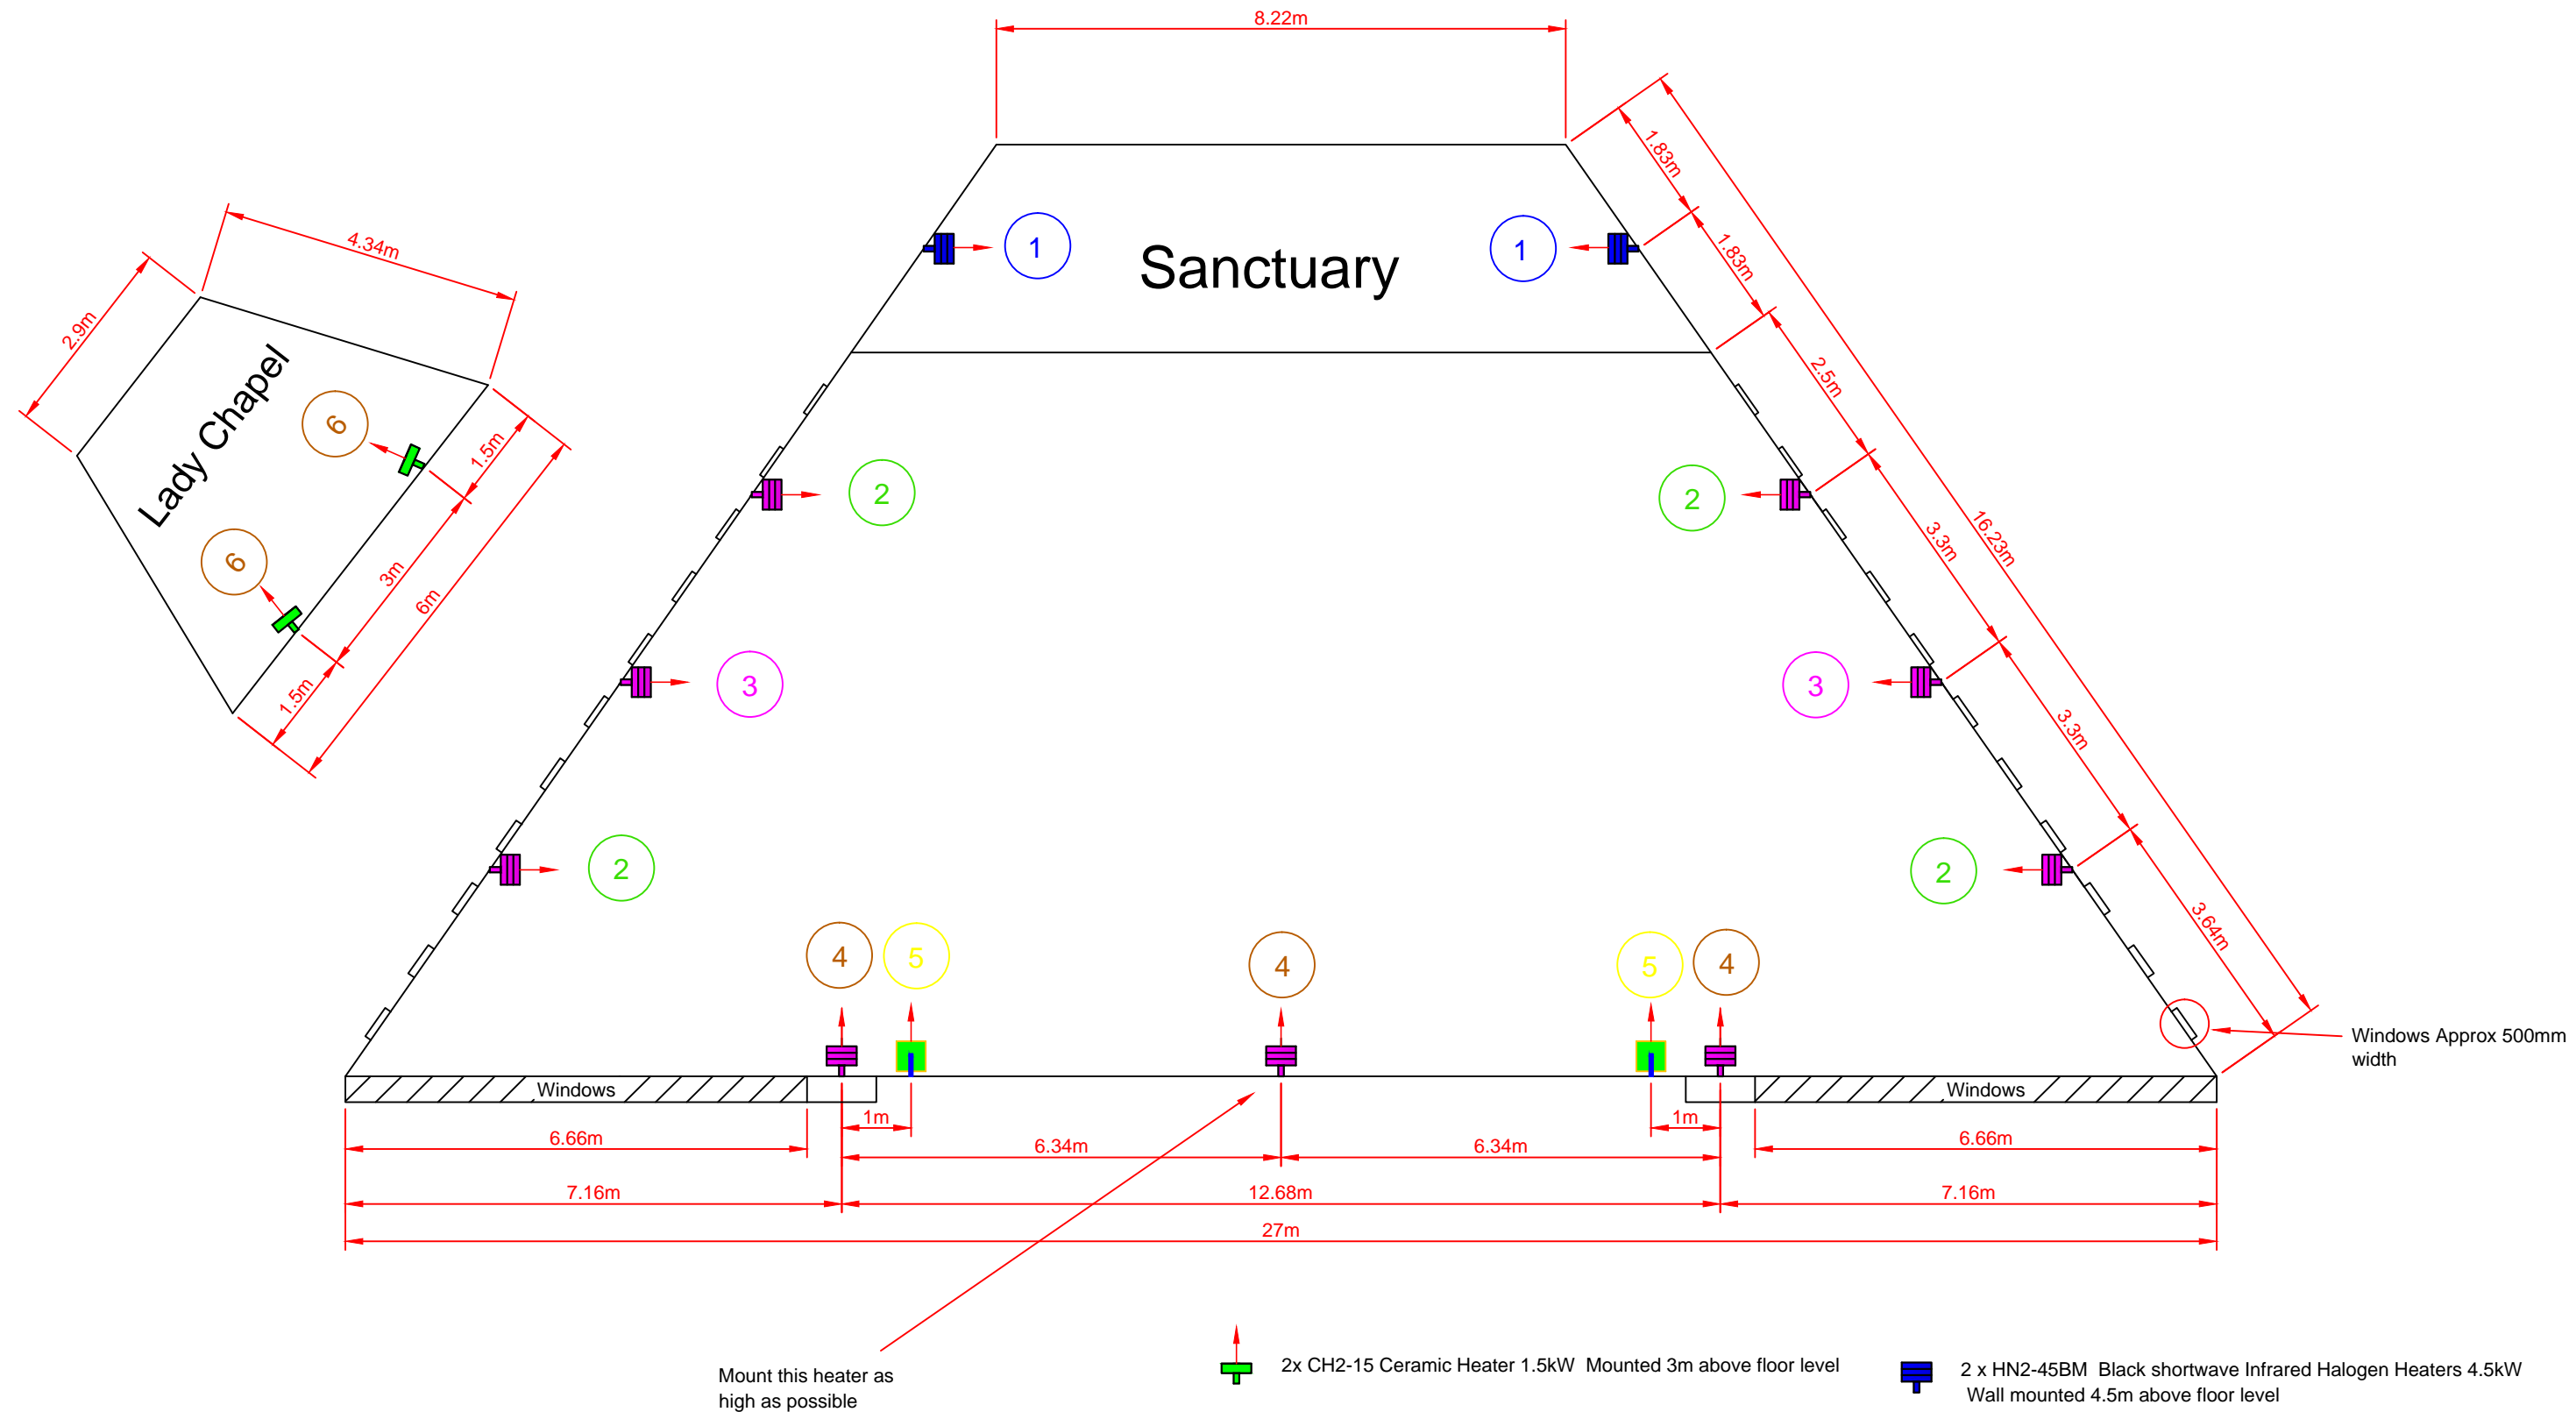 8.22m
1.83m
1.83m
4.34m
2.9m
Sanctuary
1
1
Lady Chapel
6
6
1.5m
3m
6m
1.5m
2.5m
2
2
3.3m
16.23m
3
3
3.3m
2
2
3.64m
4
5
4
5
4
Windows Approx 500mm
width
Windows
Windows
1m
1m
6.66m
6.34m
6.34m
6.66m
7.16m
12.68m
7.16m
27m
Mount this heater as
high as possible
2x CH2-15 Ceramic Heater 1.5kW Mounted 3m above floor level
2 x HN2-45BM Black shortwave Infrared Halogen Heaters 4.5kW
Wall mounted 4.5m above floor level